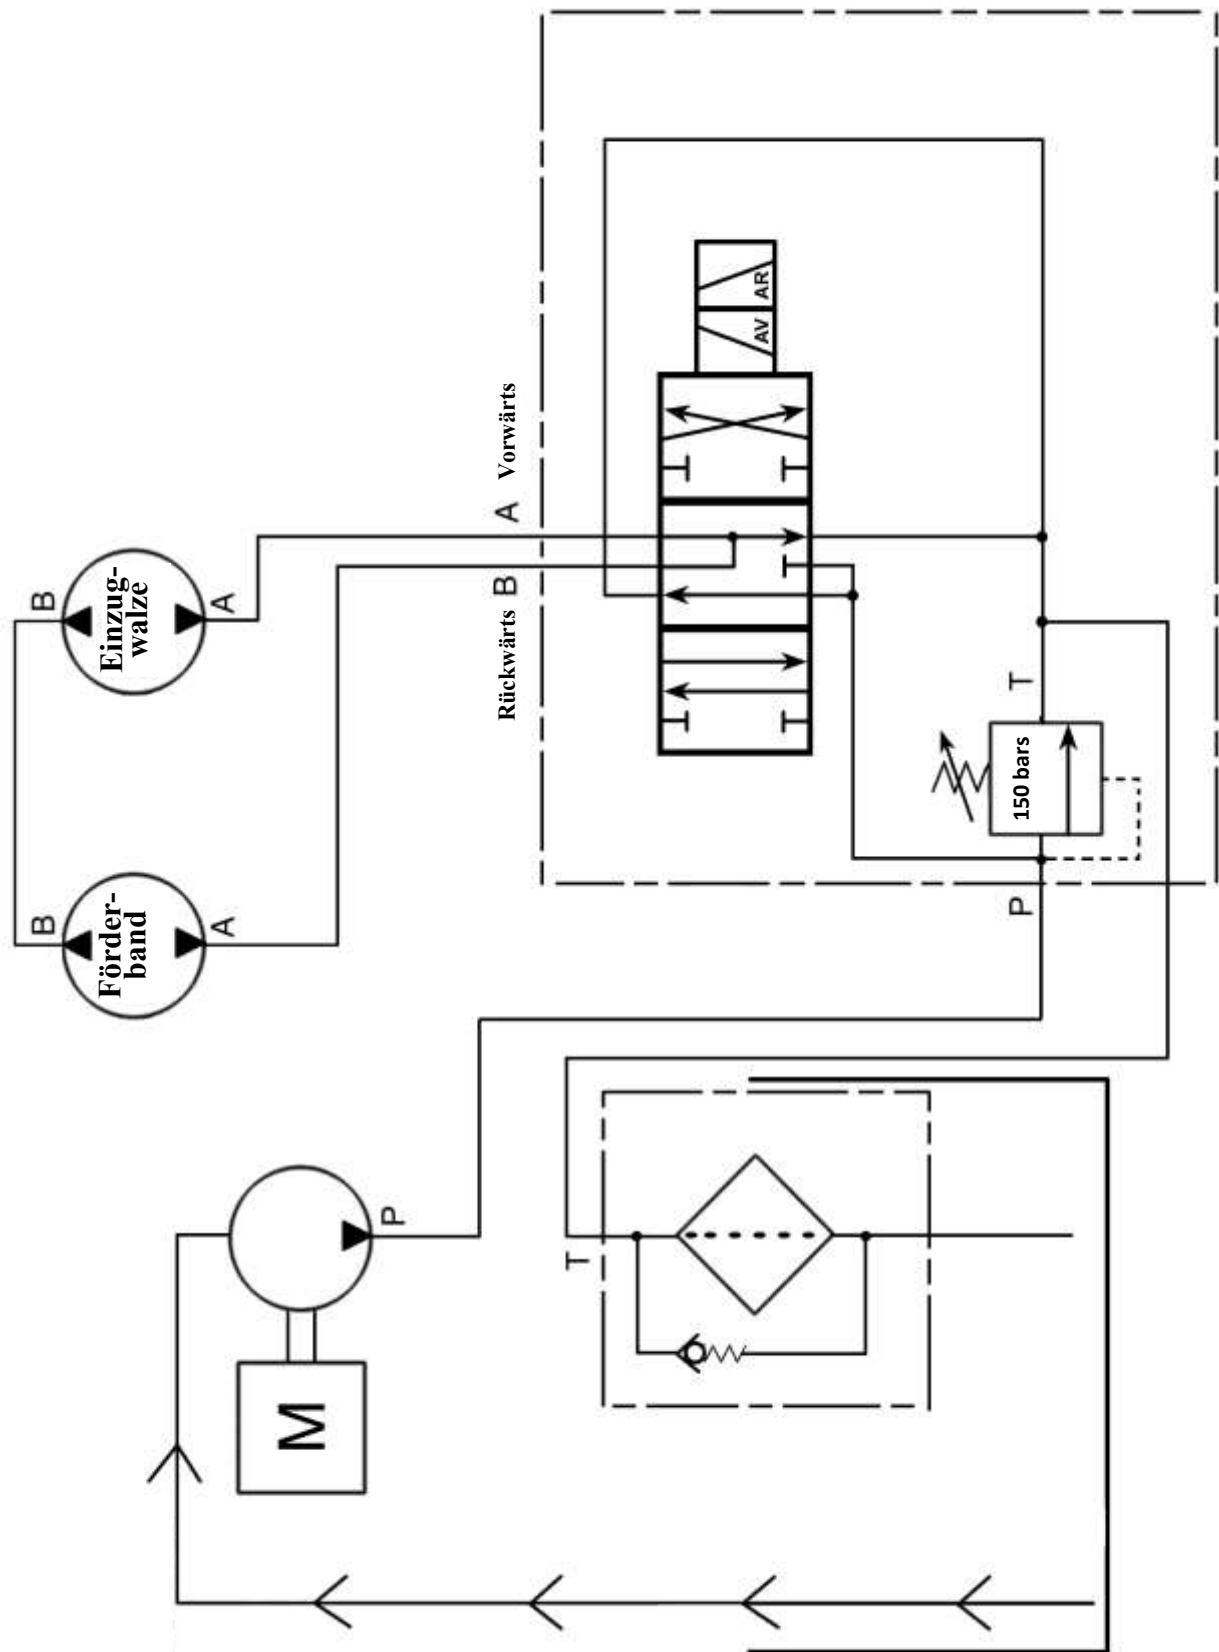 B
B
Förder-
band
Einzug-
walze
A
A
M
P
Rückwärts
B
A
Vorwärts
AV
AR
T
P
T
150 bars